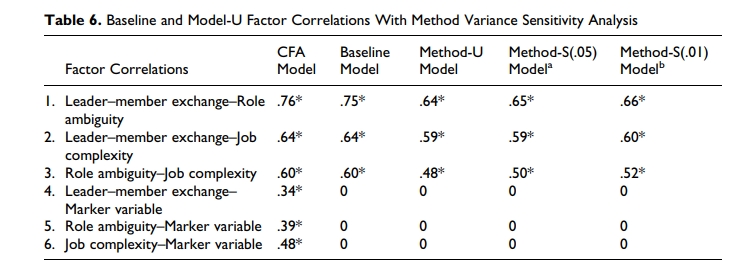 Table 6. Baseline and Model-U Factor Correlations With Method Variance Sensitivity Analysis
Factor Correlations CFA Model Baseline Model Method-U Model Method-S(.05) Modelᵃ Method-S(.01) Modelᵇ
1. Leader–member exchange–Role ambiguity .76* .75* .64* .65* .66*
2. Leader–member exchange–Job complexity .64* .64* .59* .59* .60*
3. Role ambiguity–Job complexity .60* .60* .48* .50* .52*
4. Leader–member exchange–Marker variable .34* 0 0 0 0
5. Role ambiguity–Marker variable .39* 0 0 0 0
6. Job complexity–Marker variable .48* 0 0 0 0